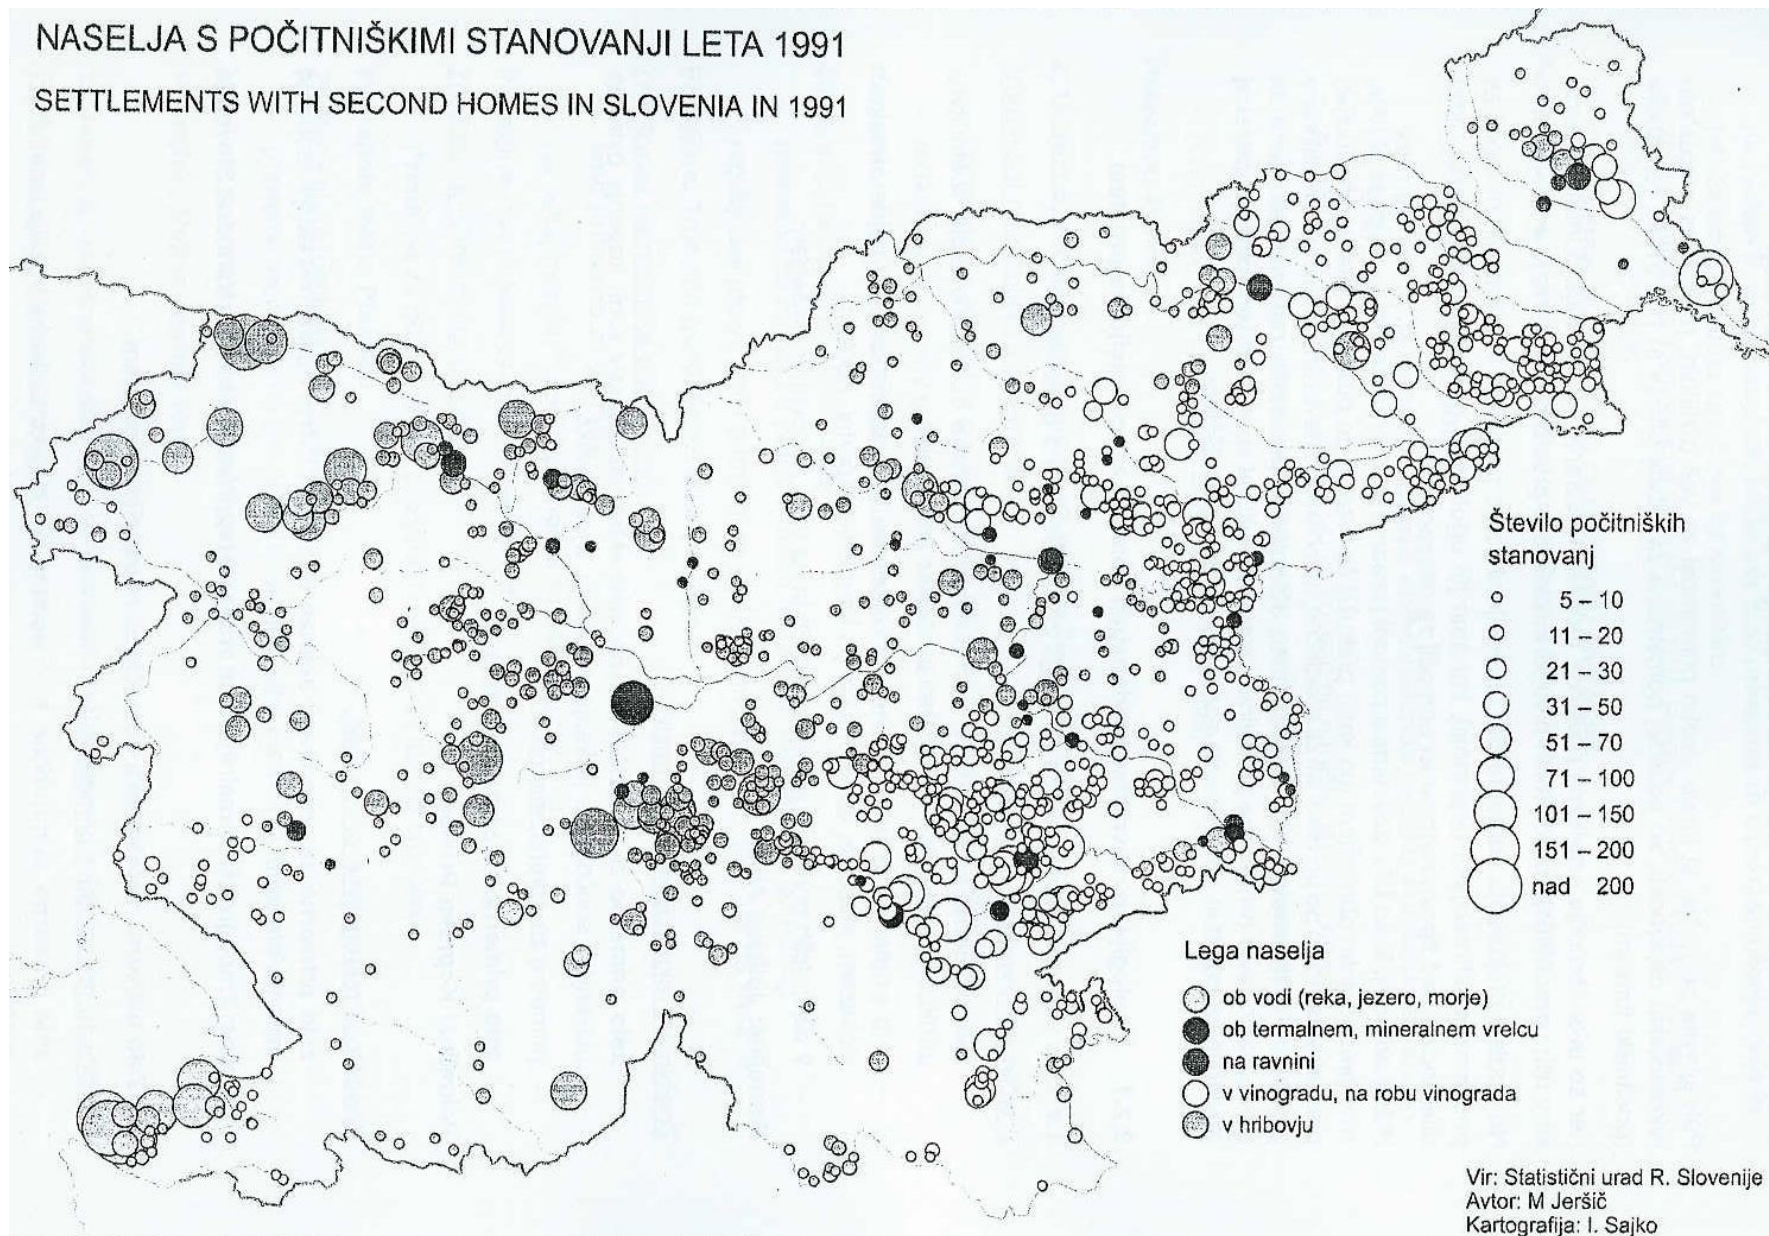 NASELJA S POČITNIŠKIMI STANOVANJI LETA 1991
SETTLEMENTS WITH SECOND HOMES IN SLOVENIA IN 1991
Število počitniških
stanovanj
5 – 10
11 – 20
21 – 30
31 – 50
51 – 70
71 – 100
101 – 150
151 – 200
nad 200
Lega naselja
ob vodi (reka, jezero, morje)
ob termalnem, mineralnem vrelcu
na ravnini
v vinogradu, na robu vinograda
v hribovju
Vir: Statistični urad R. Slovenije
Avtor: M Jeršič
Kartografija: I. Sajko